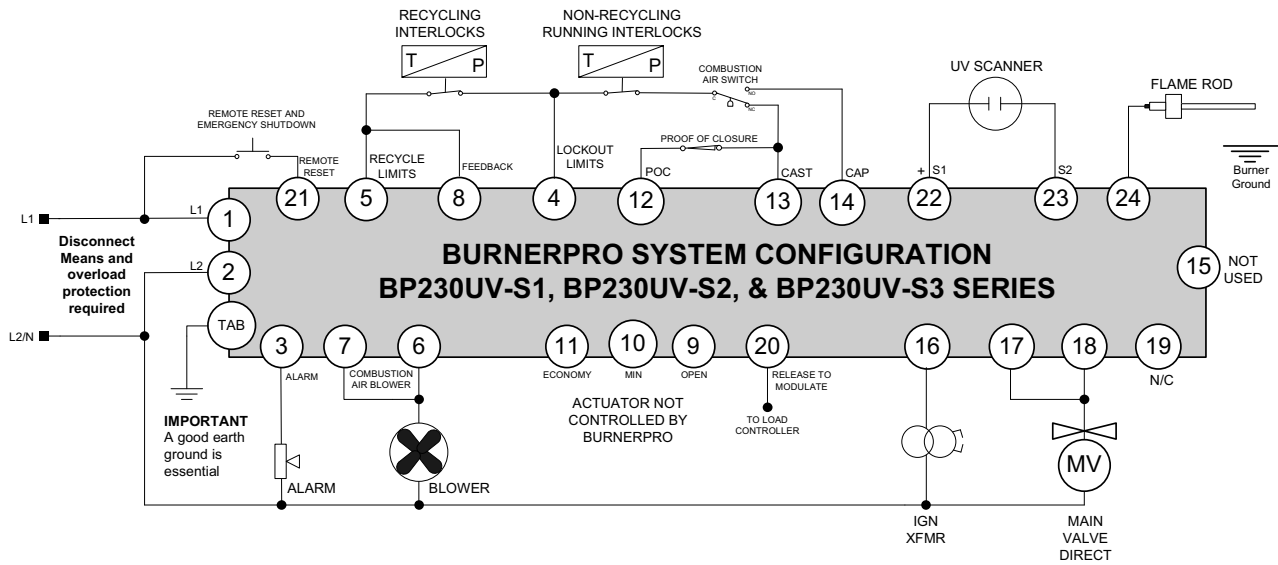 RECYCLING
INTERLOCKS
NON-RECYCLING
RUNNING INTERLOCKS
T
P
T
P
COMBUSTION
AIR SWITCH
NO
C
NC
UV SCANNER
FLAME ROD
REMOTE RESET AND
EMERGENCY SHUTDOWN
PROOF OF CLOSURE
REMOTE
RESET
RECYCLE
LIMITS
FEEDBACK
LOCKOUT
LIMITS
POC
CAST
CAP
+ S1
S2
Burner
Ground
21
5
8
4
12
13
14
22
23
24
L1
L1
1
Disconnect
Means and
overload
protection
required
L2
2
BURNERPRO SYSTEM CONFIGURATION
BP230UV-S1, BP230UV-S2, & BP230UV-S3 SERIES
15
NOT
USED
L2/N
TAB
3
7
6
11
10
9
20
16
17
18
19
ALARM
COMBUSTION
AIR BLOWER
ECONOMY
MIN
OPEN
RELEASE TO
MODULATE
N/C
IMPORTANT
A good earth
ground is
essential
ACTUATOR NOT
CONTROLLED BY
BURNERPRO
TO LOAD
CONTROLLER
MV
ALARM
BLOWER
IGN
XFMR
MAIN
VALVE
DIRECT